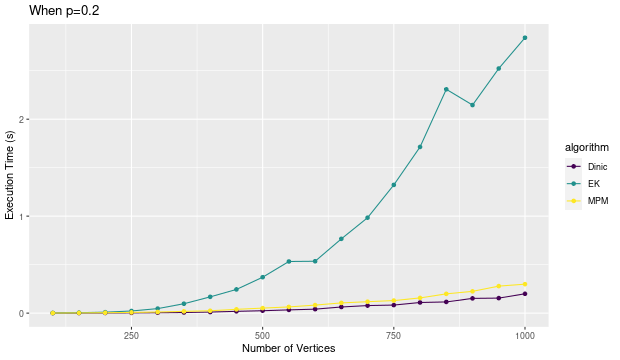 When p=0.2
Execution Time (s)
2
1
0
250
500
750
1000
Number of Vertices
algorithm
Dinic
EK
MPM